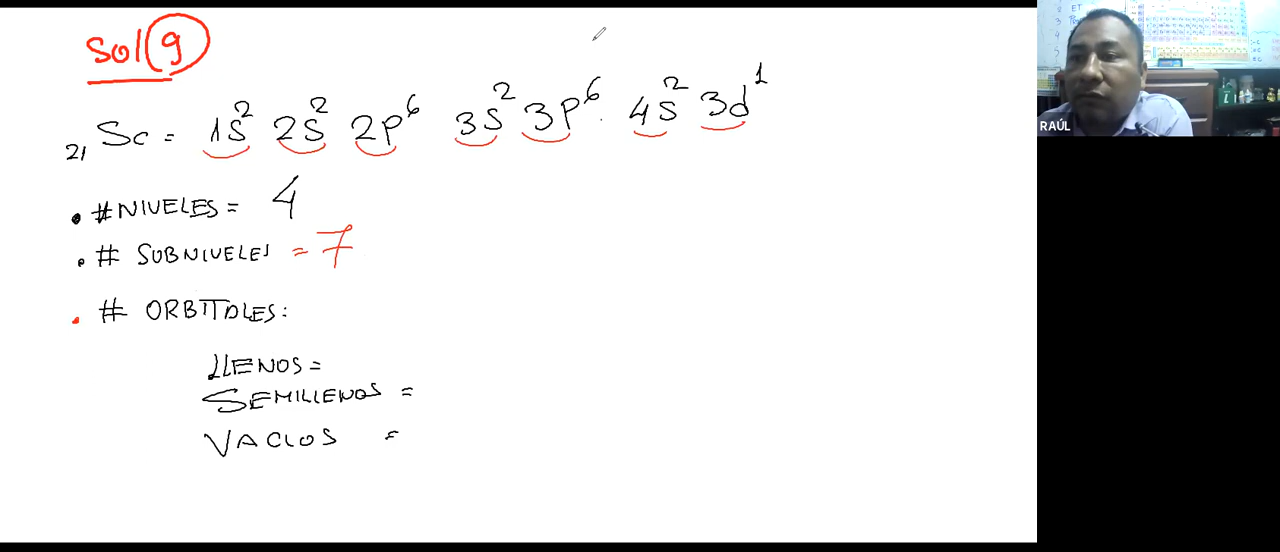 Sol(9)
21 Sc = 1s² 2s² 2p⁶ 3s² 3p⁶ 4s² 3d¹
• #NIVELES = 4
• # SUBNIVELES = 7
• # ORBITALES:
LLENOS =
SEMILLENOS =
VACIOS =
RAÚL